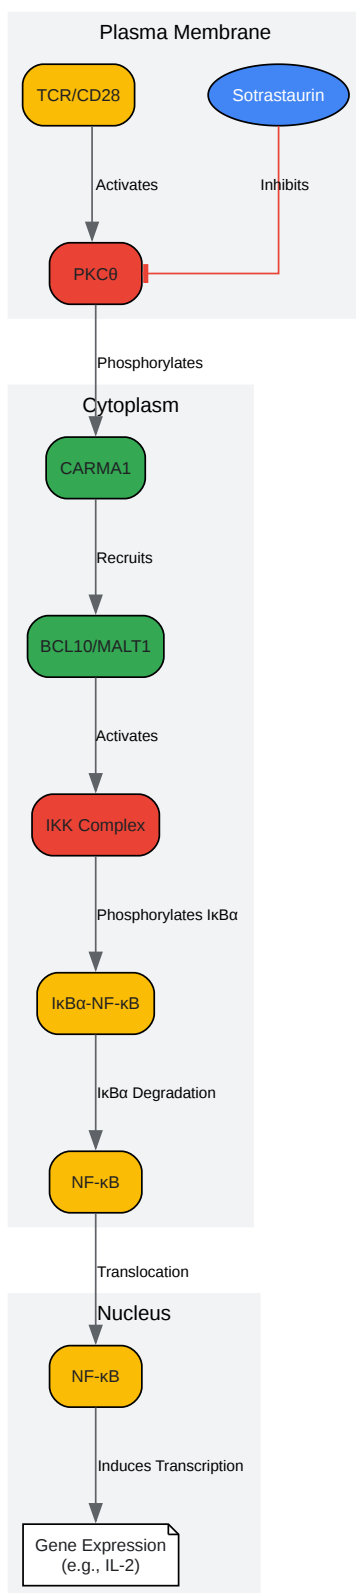 Plasma Membrane
TCR/CD28
Sotrastaurin
Activates
Inhibits
PKCθ
Phosphorylates
Cytoplasm
CARMA1
Recruits
BCL10/MALT1
Activates
IKK Complex
Phosphorylates IκBα
IκBα-NF-κB
IκBα Degradation
NF-κB
Translocation
Nucleus
NF-κB
Induces Transcription
Gene Expression
(e.g., IL-2)